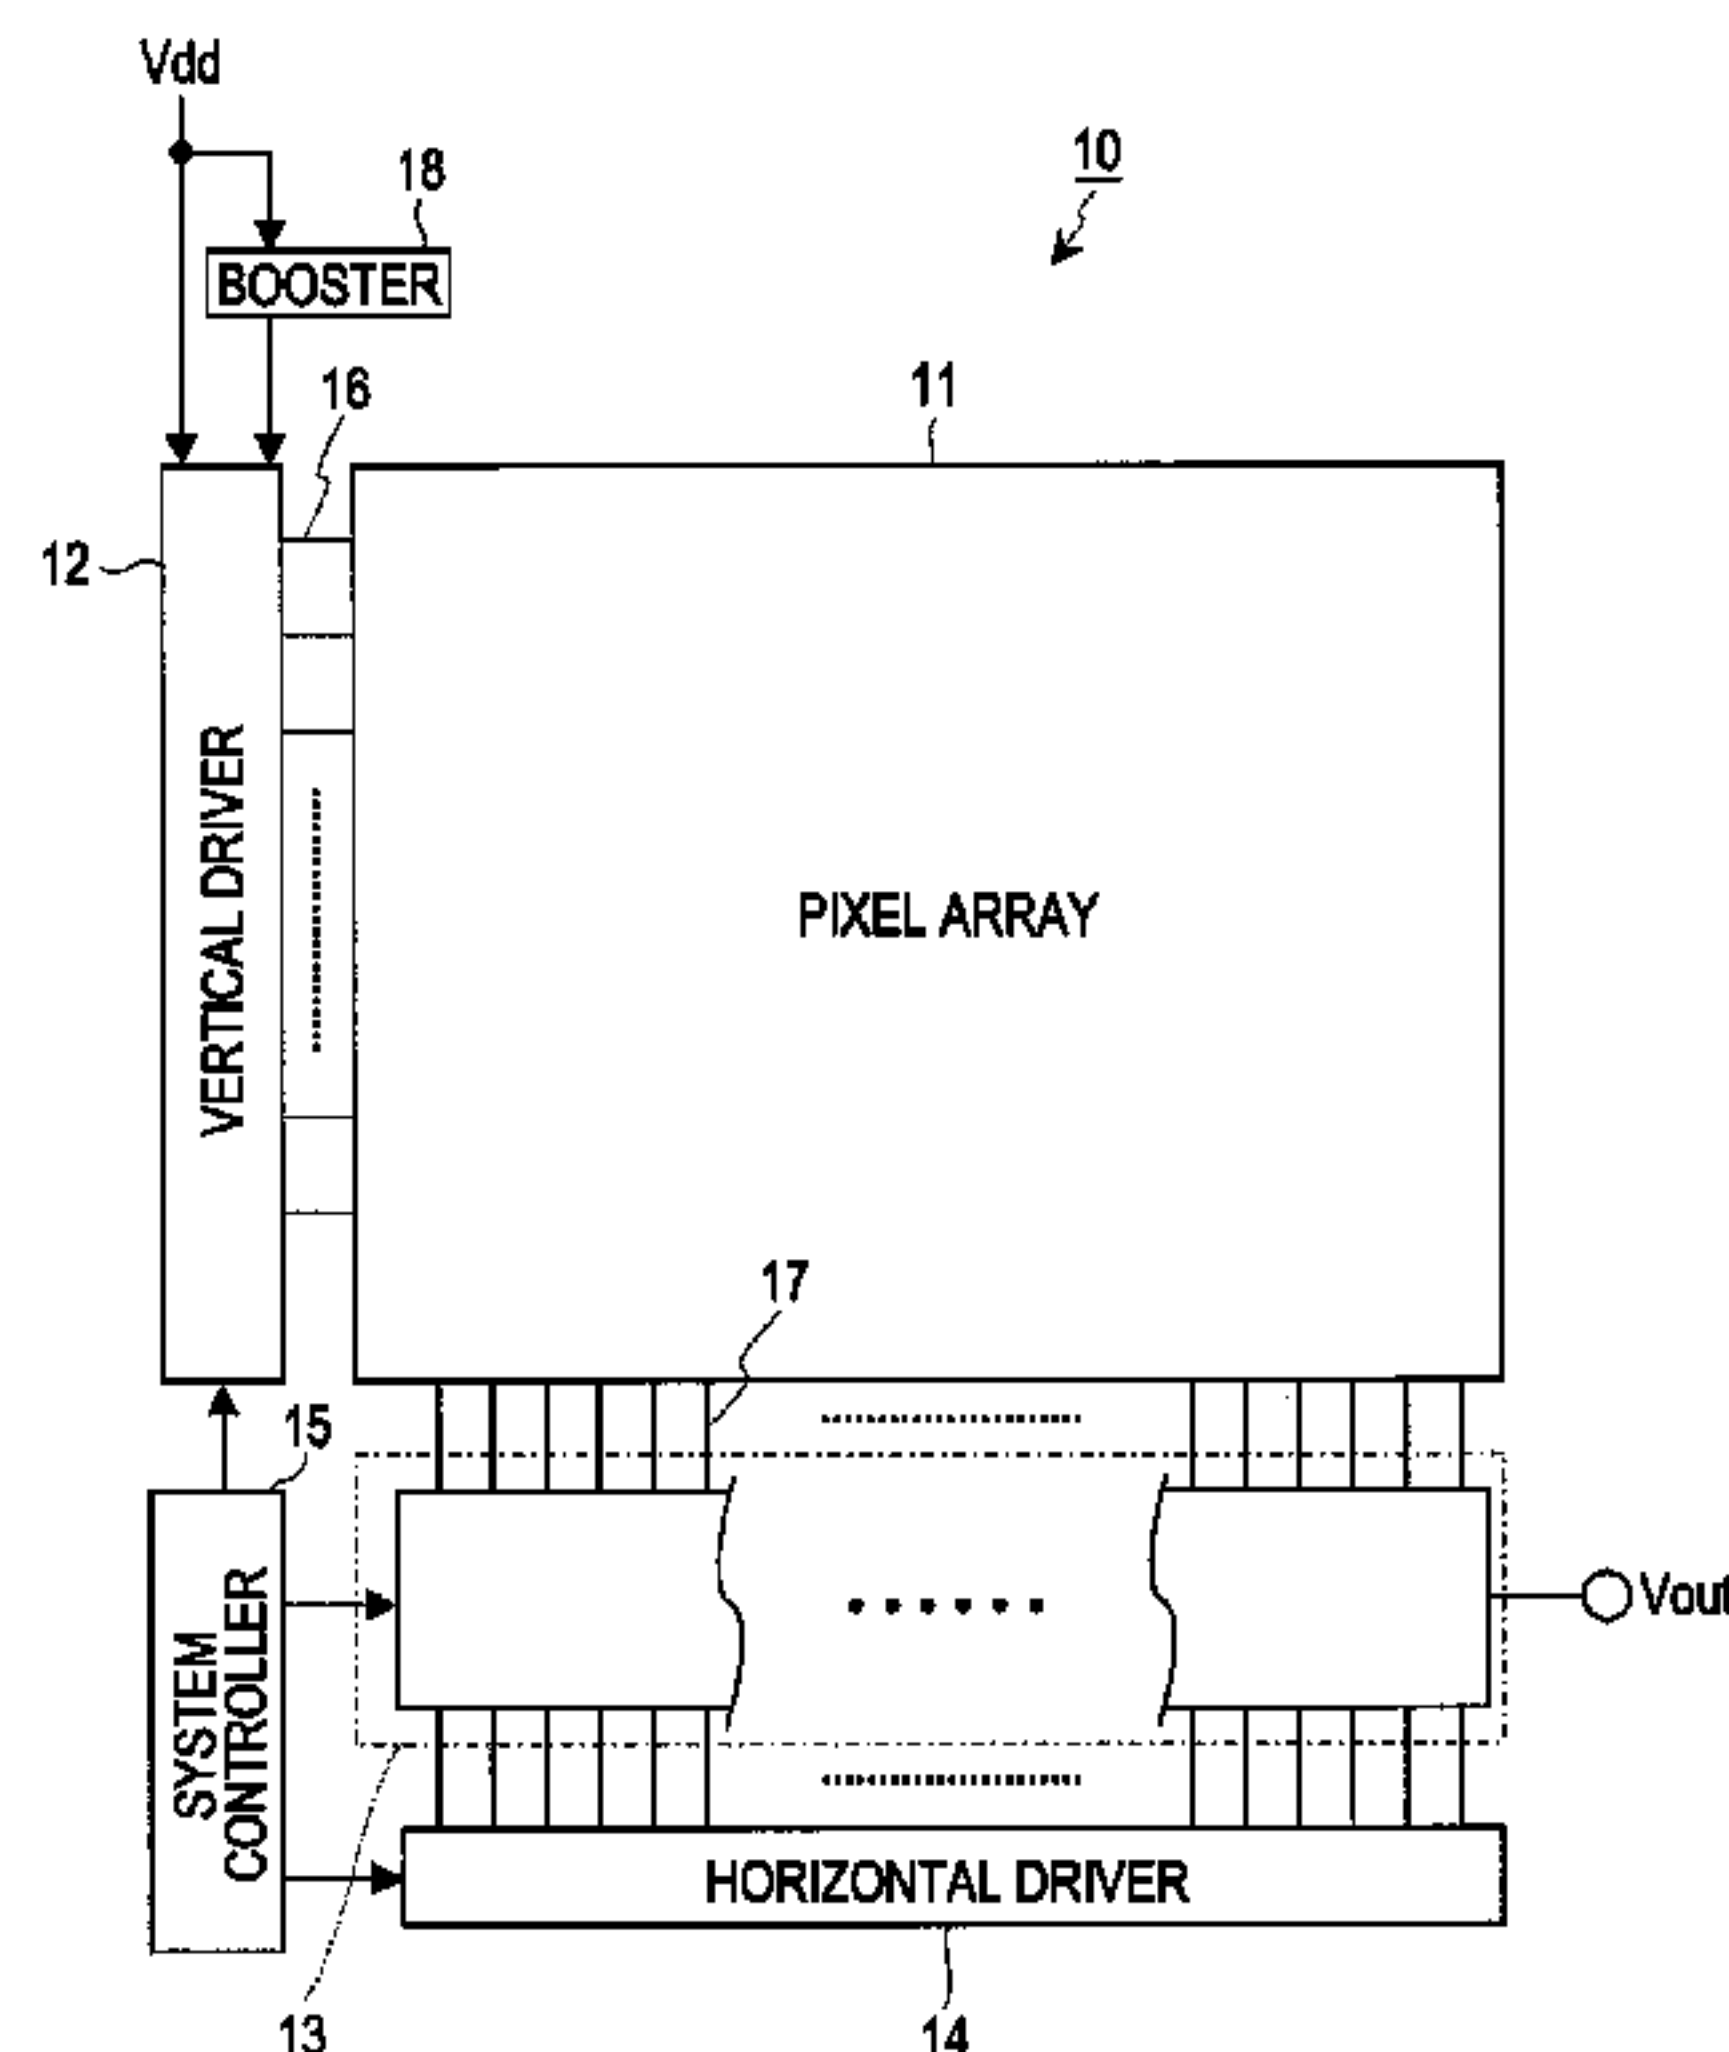 Vdd
10
18
BOOSTER
16
11
12
VERTICAL DRIVER
PIXEL ARRAY
17
15
SYSTEM
CONTROLLER
Vout
HORIZONTAL DRIVER
13
14